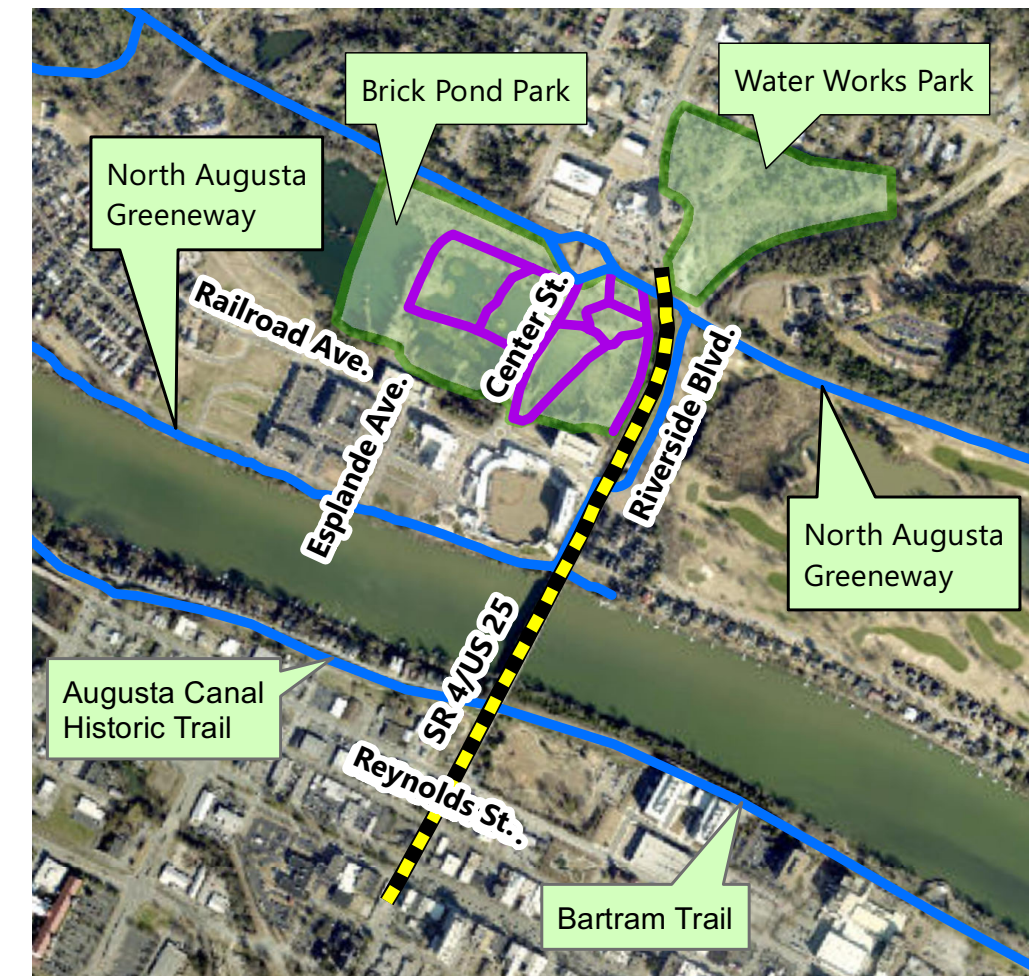 Brick Pond Park
Water Works Park
North Augusta
Greeneway
Railroad Ave.
Center St.
Esplande Ave.
Riverside Blvd.
North Augusta
Greeneway
SR 4/US 25
Augusta Canal
Historic Trail
Reynolds St. .
Bartram Trail